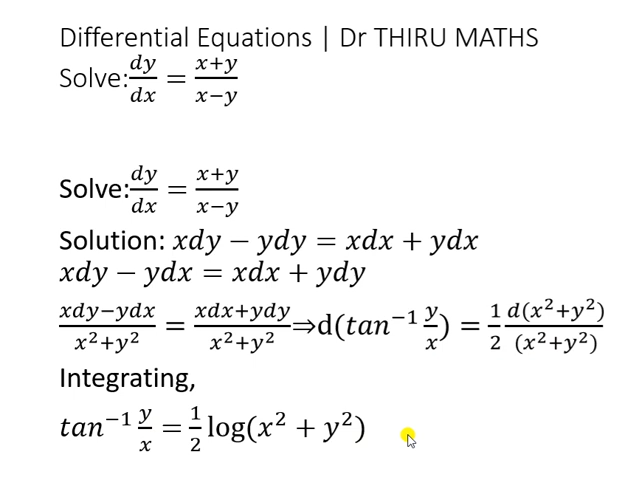 Differential Equations | Dr THIRU MATHS
Solve: dy/dx = x+y/x−y
Solve: dy/dx = x+y/x−y
Solution: xdy − ydy = xdx + ydx
xdy − ydx = xdx + ydy
xdy−ydx/x²+y² = xdx+ydy/x²+y² ⇒d(tan⁻¹ y/x) = 1/2 d(x²+y²)/(x²+y²)
Integrating,
tan⁻¹ y/x = 1/2 log(x² + y²)